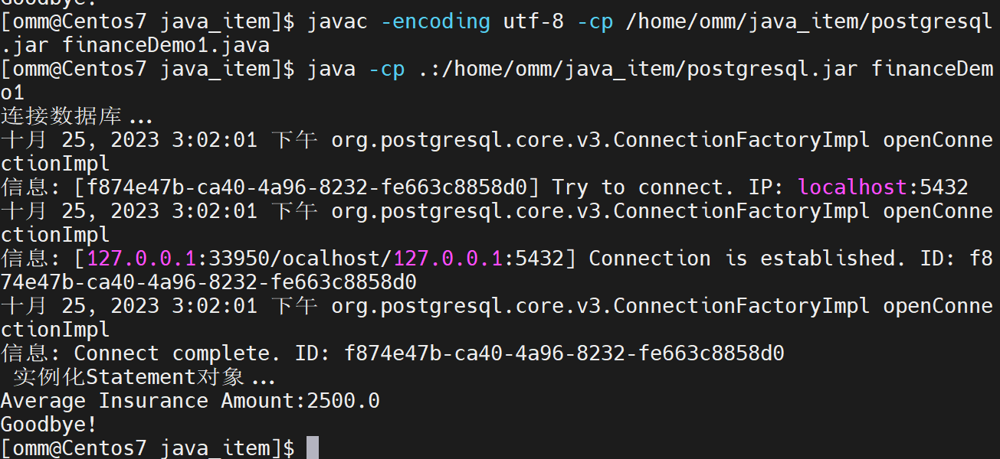 Goodbye!
[omm@Centos7 java_item]$ javac -encoding utf-8 -cp /home/omm/java_item/postgresql
.jar financeDemo1.java
[omm@Centos7 java_item]$ java -cp .:/home/omm/java_item/postgresql.jar financeDem
o1
连接数据库...
十月 25, 2023 3:02:01 下午 org.postgresql.core.v3.ConnectionFactoryImpl openConne
ctionImpl
信息: [f874e47b-ca40-4a96-8232-fe663c8858d0] Try to connect. IP: localhost:5432
十月 25, 2023 3:02:01 下午 org.postgresql.core.v3.ConnectionFactoryImpl openConne
ctionImpl
信息: [127.0.0.1:33950/ocalhost/127.0.0.1:5432] Connection is established. ID: f8
74e47b-ca40-4a96-8232-fe663c8858d0
十月 25, 2023 3:02:01 下午 org.postgresql.core.v3.ConnectionFactoryImpl openConne
ctionImpl
信息: Connect complete. ID: f874e47b-ca40-4a96-8232-fe663c8858d0
 实例化Statement对象...
Average Insurance Amount:2500.0
Goodbye!
[omm@Centos7 java_item]$